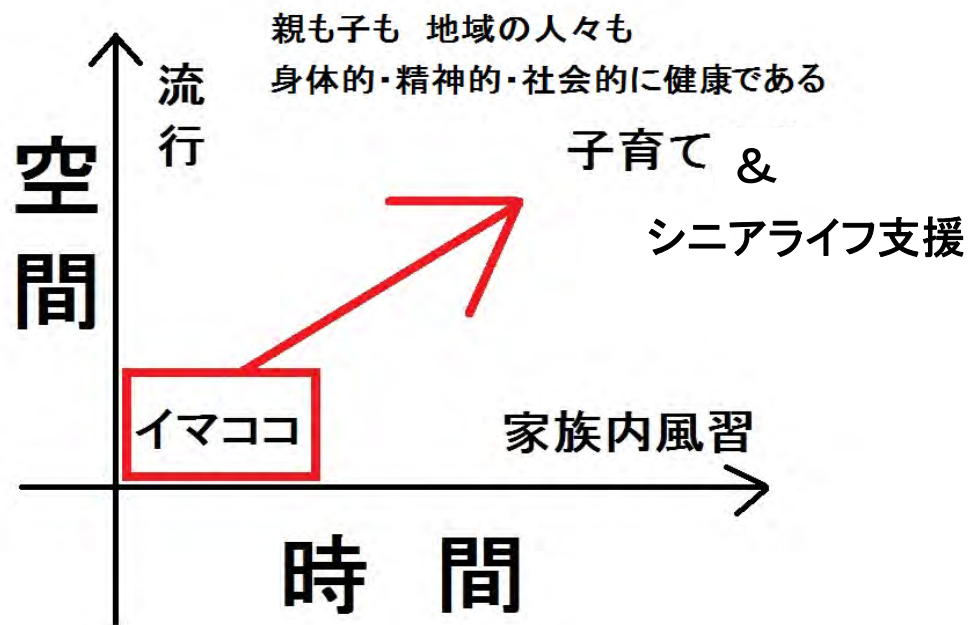 親も子も 地域の人々も
身体的・精神的・社会的に健康である
流行
空間
子育て &
シニアライフ支援
イマココ
家族内風習
時間